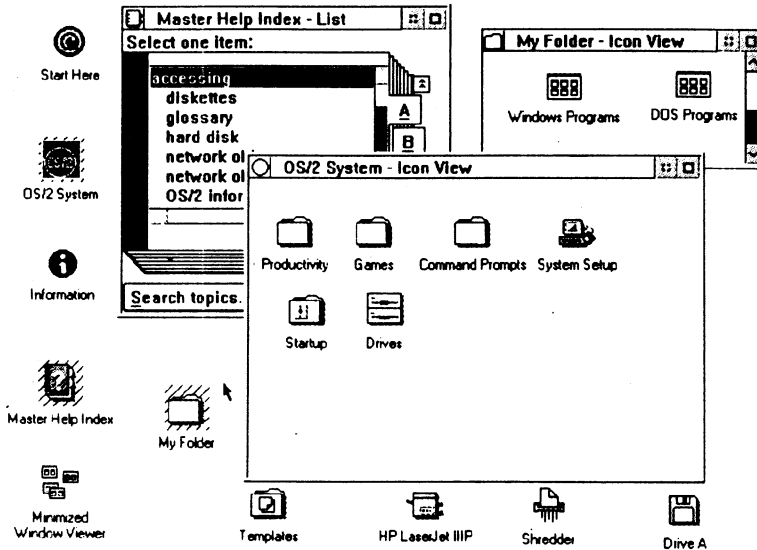 Master Help Index - List
Select one item:
accessing
diskettes
glossary
hard disk
network ol
network ol
OS/2 infor
A
B
Search topics.
My Folder - Icon View
Windows Programs
DOS Programs
OS/2 System - Icon View
Productivity
Games
Command Prompts
System Setup
Startup
Drives
Start Here
OS/2 System
Information
Master Help Index
My Folder
Minimized
Window Viewer
Templates
HP LaserJet IIIP
Shredder
Drive A